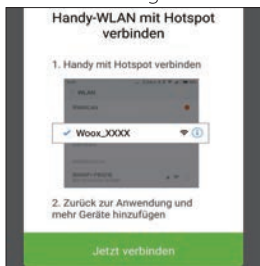 Handy-WLAN mit Hotspot
verbinden
1. Handy mit Hotspot verbinden
WLAN
Woox_XXXX
2. Zurück zur Anwendung und
mehr Geräte hinzufügen
Jetzt verbinden